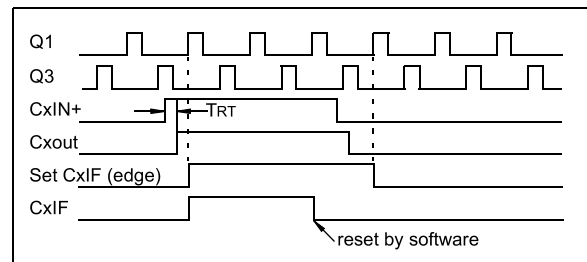 Q1
Q3
CxIN+
TRT
Cxout
Set CxIF (edge)
CxIF
reset by software